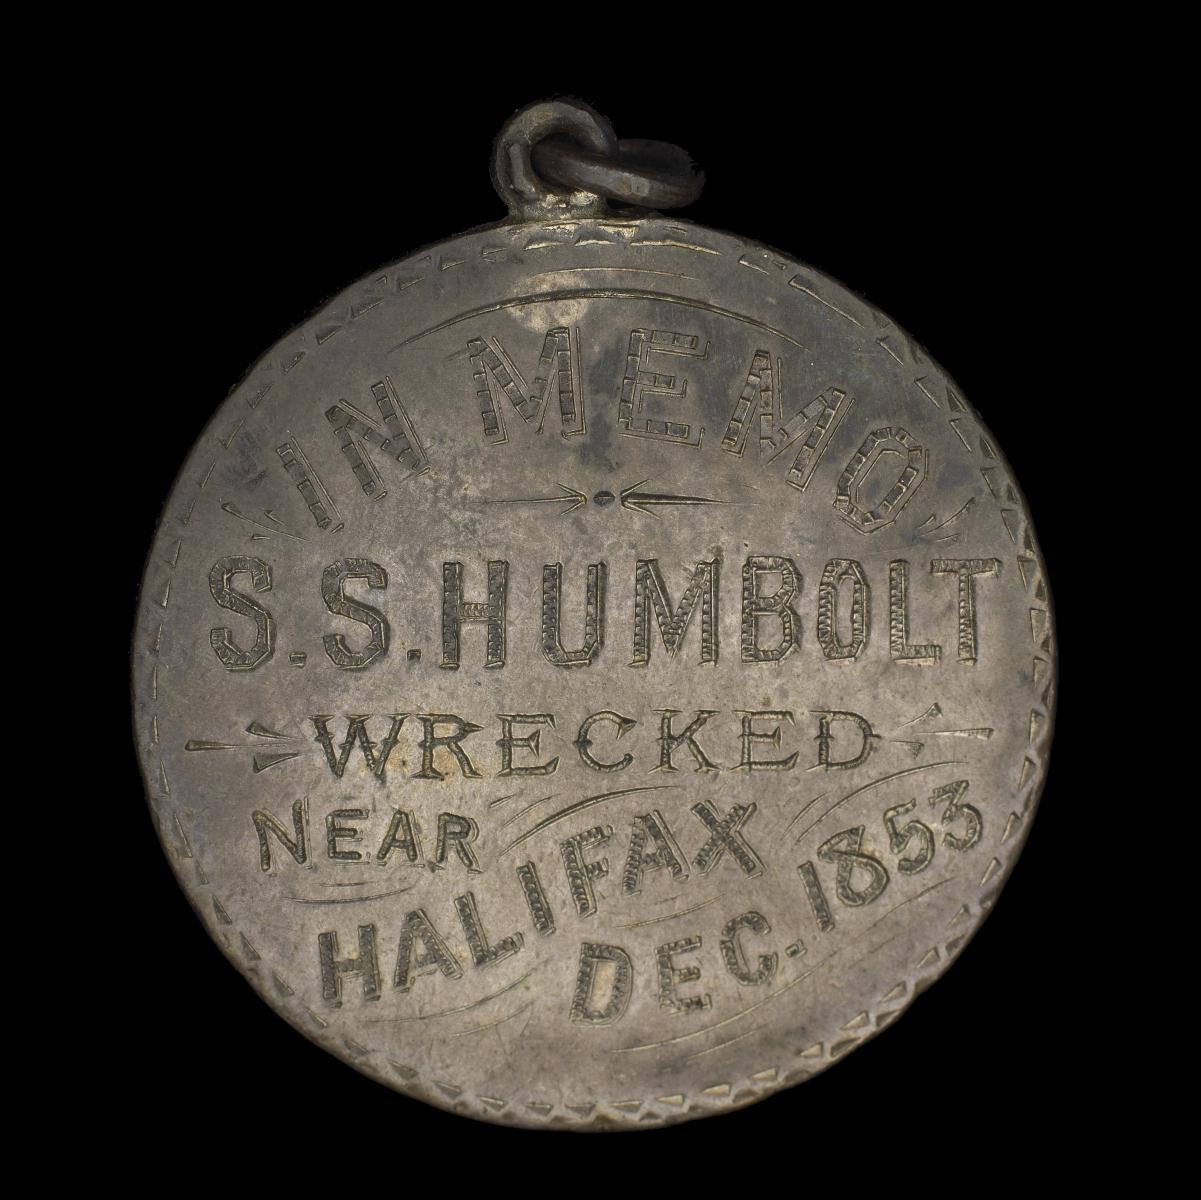 IN MEMO
S.S. HUMBOLT
WRECKED
NEAR
HALIFAX
DEC. 1853